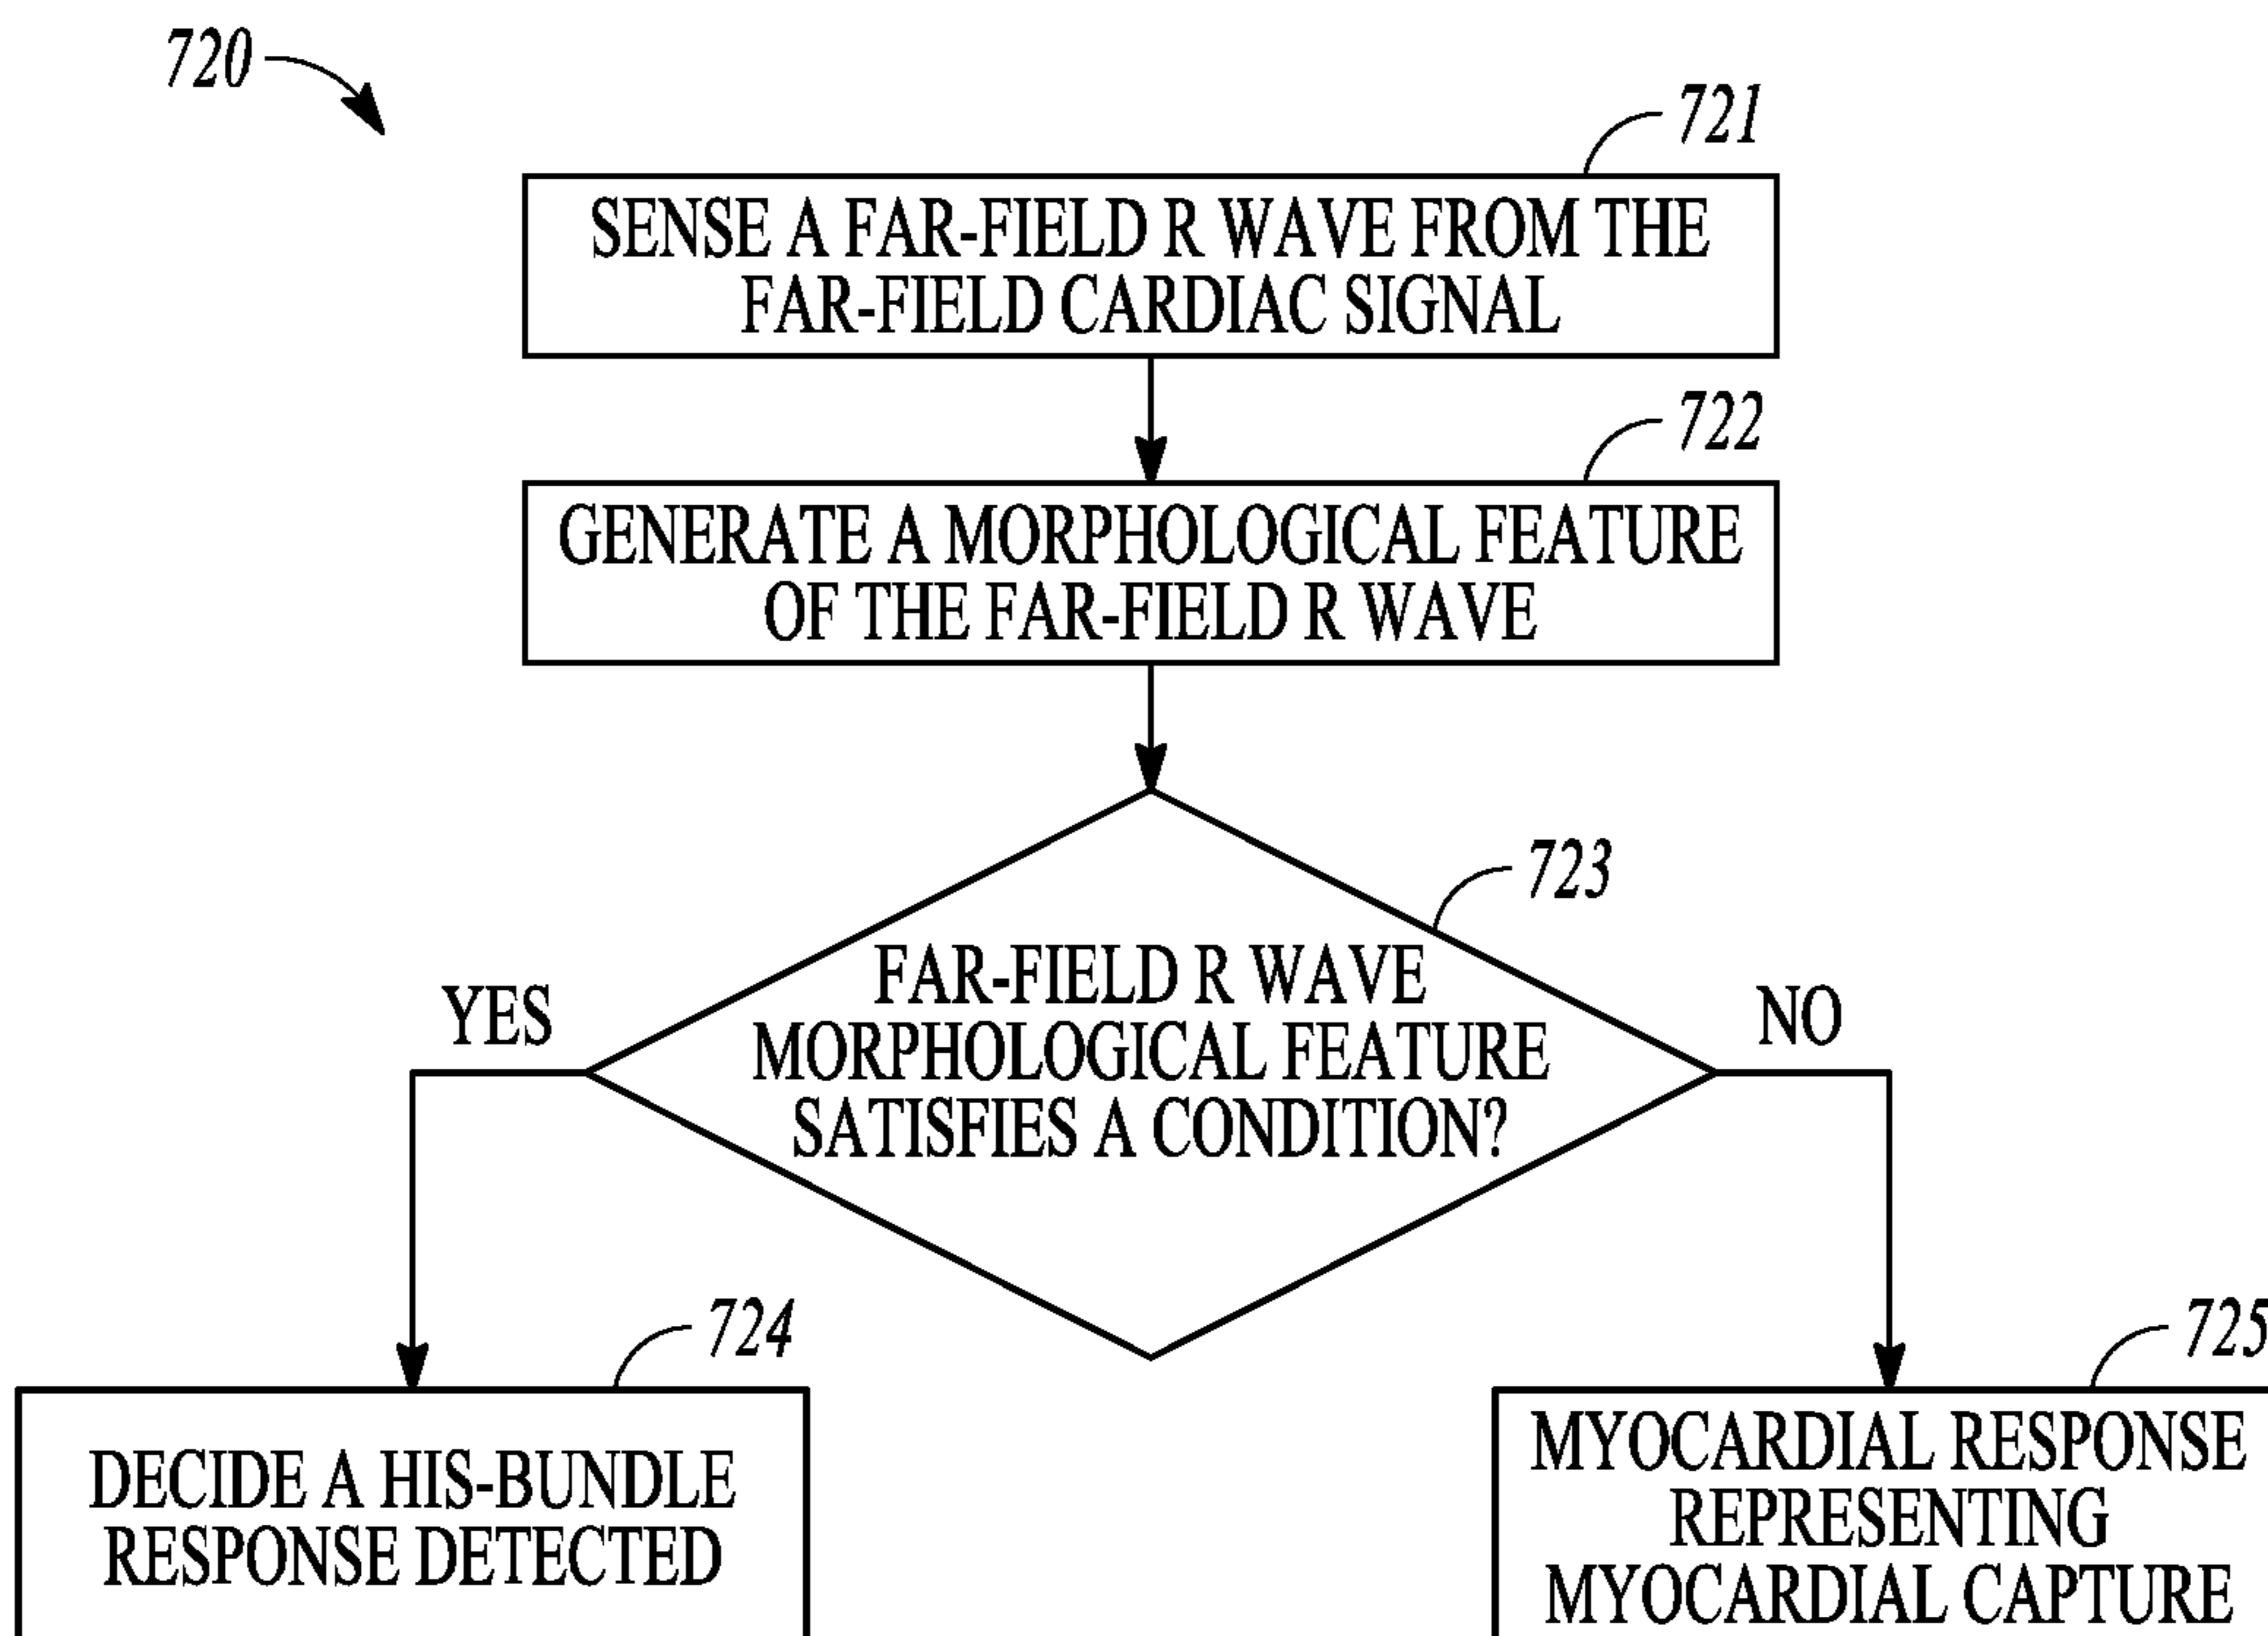 720
721
SENSE A FAR-FIELD R WAVE FROM THE
FAR-FIELD CARDIAC SIGNAL
722
GENERATE A MORPHOLOGICAL FEATURE
OF THE FAR-FIELD R WAVE
723
FAR-FIELD R WAVE
MORPHOLOGICAL FEATURE
SATISFIES A CONDITION?
YES
NO
724
DECIDE A HIS-BUNDLE
RESPONSE DETECTED
725
MYOCARDIAL RESPONSE
REPRESENTING
MYOCARDIAL CAPTURE